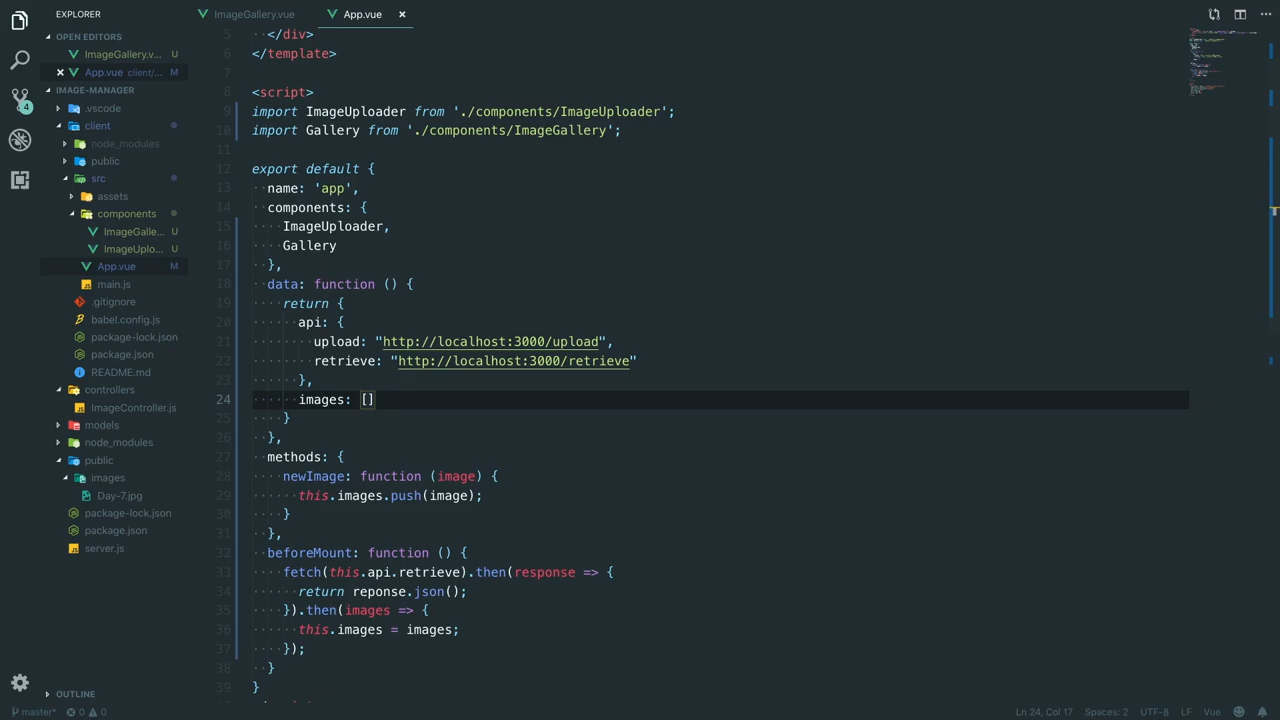 EXPLORER
ImageGallery.vue
App.vue
OPEN EDITORS
ImageGallery.v... U
App.vue client/... M
IMAGE-MANAGER
.vscode
client
node_modules
public
src
assets
components
ImageGalle... U
ImageUplo... U
App.vue M
main.js
.gitignore
babel.config.js
package-lock.json
package.json
README.md
controllers
ImageController.js
models
node_modules
public
images
Day-7.jpg
package-lock.json
package.json
server.js
OUTLINE
4
5 </div>
6 </template>
7
8 <script>
9 import ImageUploader from './components/ImageUploader';
10 import Gallery from './components/ImageGallery';
11
12 export default {
13 name: 'app',
14 components: {
15 ImageUploader,
16 Gallery
17 },
18 data: function () {
19 return {
20 api: {
21 upload: "http://localhost:3000/upload",
22 retrieve: "http://localhost:3000/retrieve"
23 },
24 images: []
25 }
26 },
27 methods: {
28 newImage: function (image) {
29 this.images.push(image);
30 }
31 },
32 beforeMount: function () {
33 fetch(this.api.retrieve).then(response => {
34 return reponse.json();
35 }).then(images => {
36 this.images = images;
37 });
38 }
39 }
master* 0 0
Ln 24, Col 17 Spaces: 2 UTF-8 LF Vue